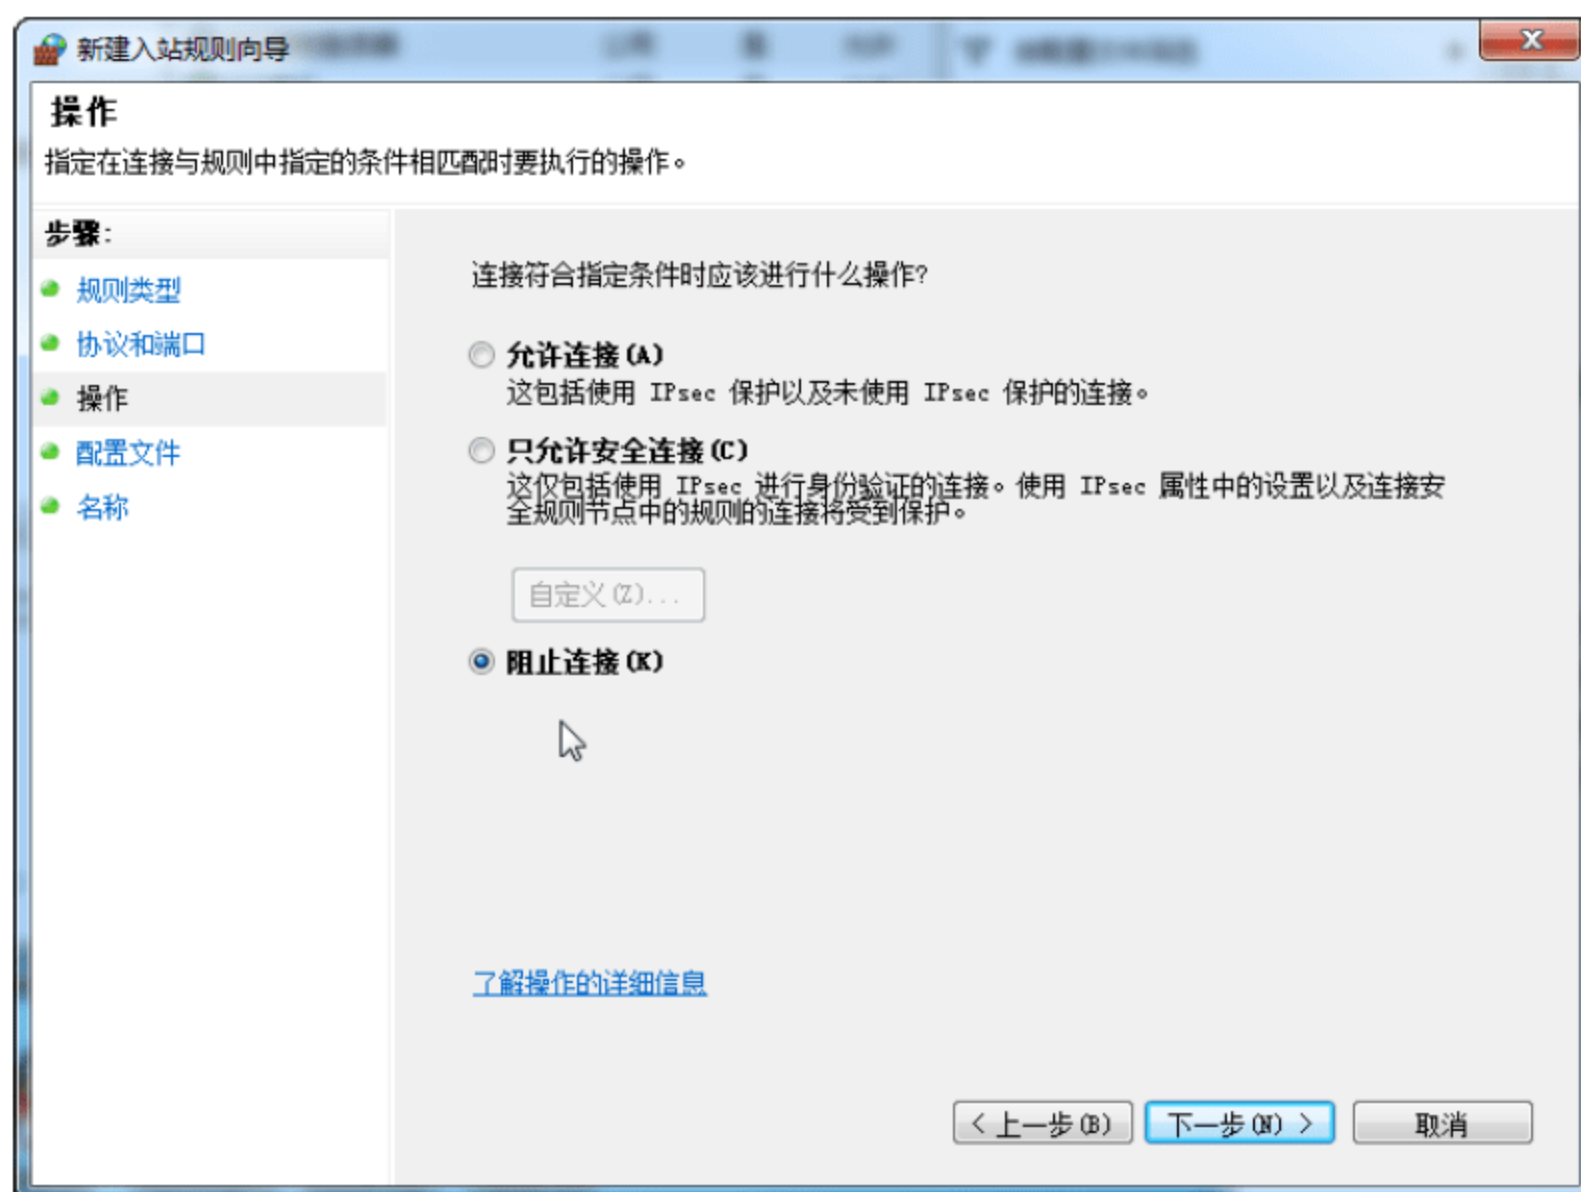 新建入站规则向导
操作
指定在连接与规则中指定的条件相匹配时要执行的操作。
步骤:
规则类型
协议和端口
操作
配置文件
名称
连接符合指定条件时应该进行什么操作?
允许连接(A)
这包括使用 IPsec 保护以及未使用 IPsec 保护的连接。
只允许安全连接(C)
这仅包括使用 IPsec 进行身份验证的连接。使用 IPsec 属性中的设置以及连接安
全规则节点中的规则的连接将受到保护。
自定义(Z)...
阻止连接(K)
了解操作的详细信息
< 上一步(B)
下一步(N) >
取消